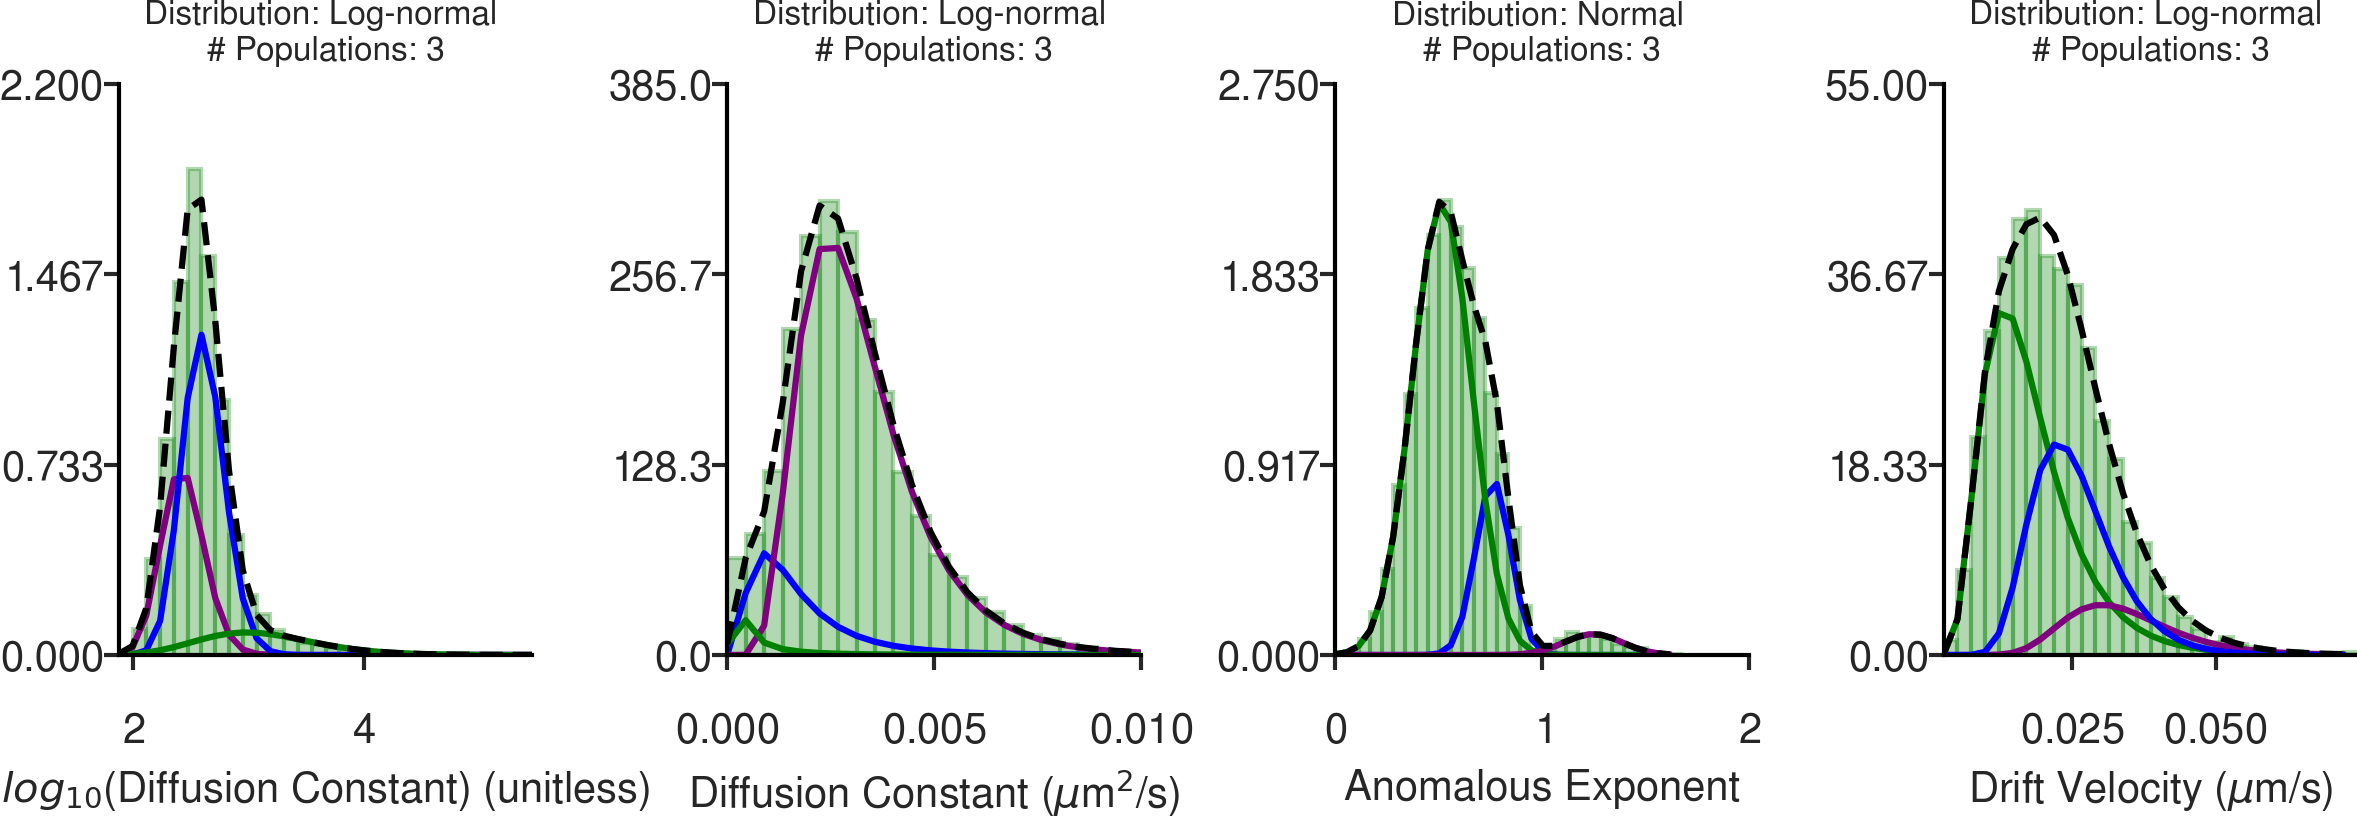 Distribution: Log-normal
# Populations: 3
2.200
1.467
0.733
0.000
2
4
log₁₀(Diffusion Constant) (unitless)
Distribution: Log-normal
# Populations: 3
385.0
256.7
128.3
0.0
0.000
0.005
0.010
Diffusion Constant (μm²/s)
Distribution: Normal
# Populations: 3
2.750
1.833
0.917
0.000
0
1
2
Anomalous Exponent
Distribution: Log-normal
# Populations: 3
55.00
36.67
18.33
0.00
0.025
0.050
Drift Velocity (μm/s)